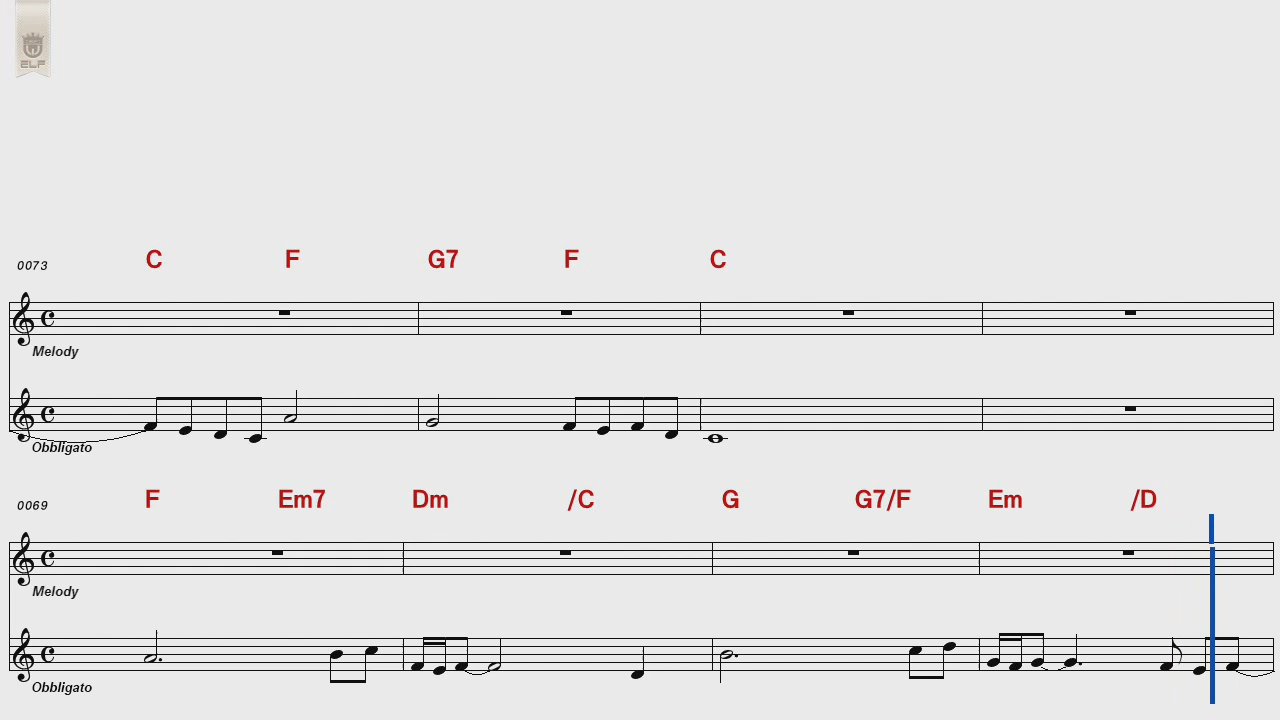 ELF
0073 C F G7 F C
Melody
Obbligato
0069 F Em7 Dm /C G G7/F Em /D
Melody
Obbligato